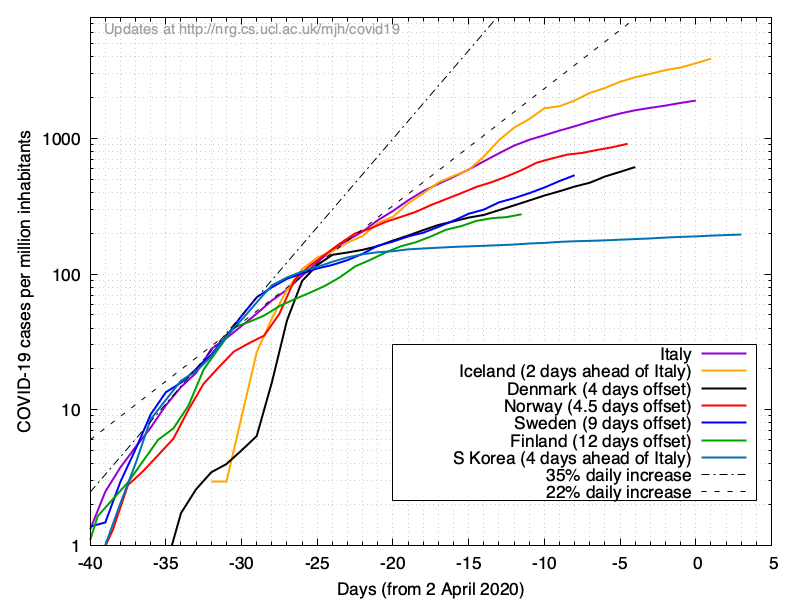 Updates at http://nrg.cs.ucl.ac.uk/mjh/covid19
COVID-19 cases per million inhabitants
1000
100
10
1
Italy
Iceland (2 days ahead of Italy)
Denmark (4 days offset)
Norway (4.5 days offset)
Sweden (9 days offset)
Finland (12 days offset)
S Korea (4 days ahead of Italy)
35% daily increase
22% daily increase
-40 -35 -30 -25 -20 -15 -10 -5 0 5
Days (from 2 April 2020)